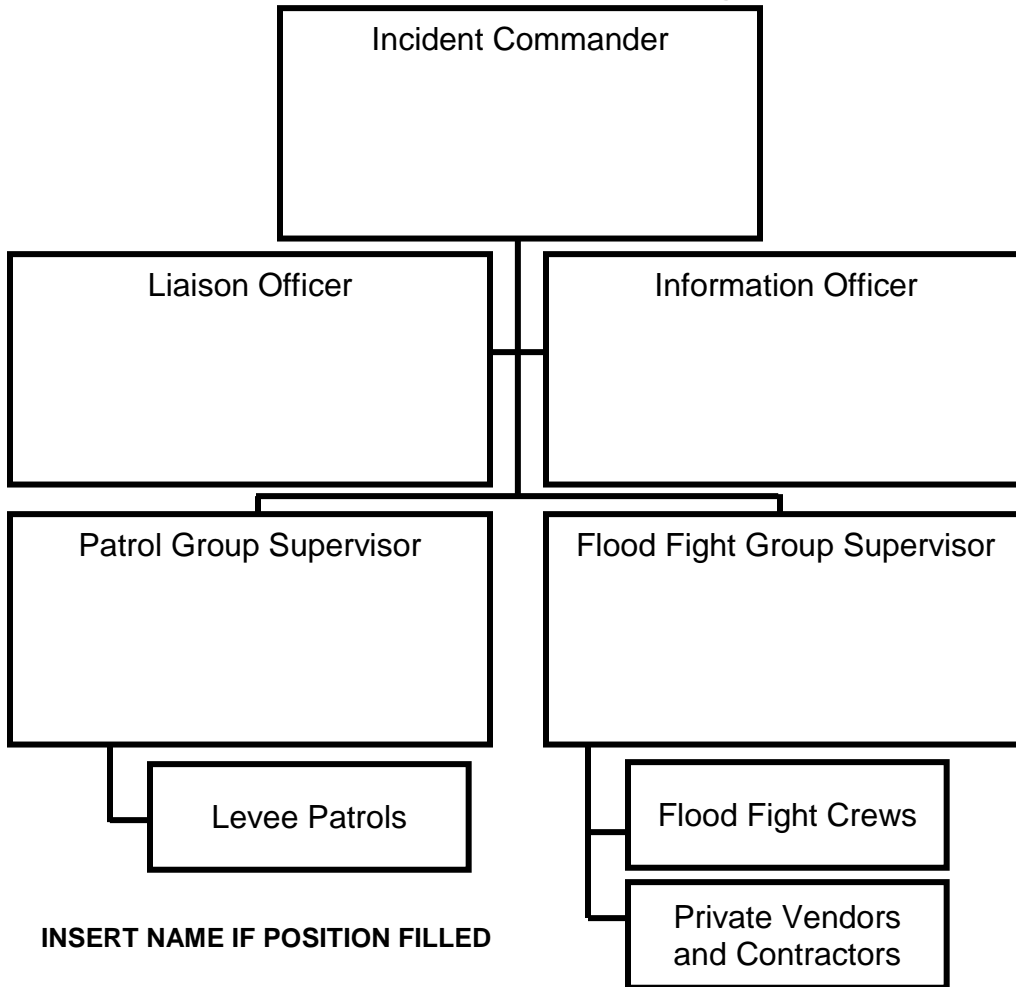 Incident Commander
Liaison Officer
Information Officer
Patrol Group Supervisor
Flood Fight Group Supervisor
Levee Patrols
Flood Fight Crews
Private Vendors
and Contractors
INSERT NAME IF POSITION FILLED